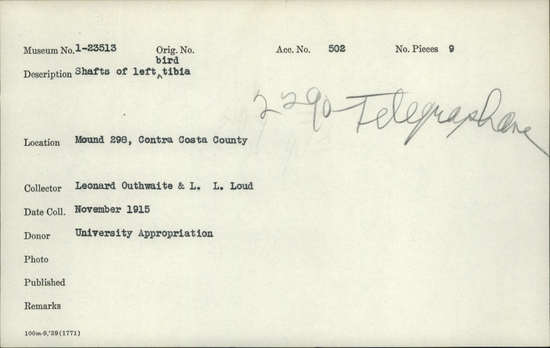 Museum No. 1-23513 Orig. No. Acc. No. 502 No. Pieces 9
bird
Description Shafts of left ^ tibia
2290 Telegraph Ave
Location Mound 298, Contra Costa County
Collector Leonard Outhwaite & L. L. Loud
Date Coll. November 1915
Donor University Appropriation
Photo
Published
Remarks
100m-9,'39(1771)